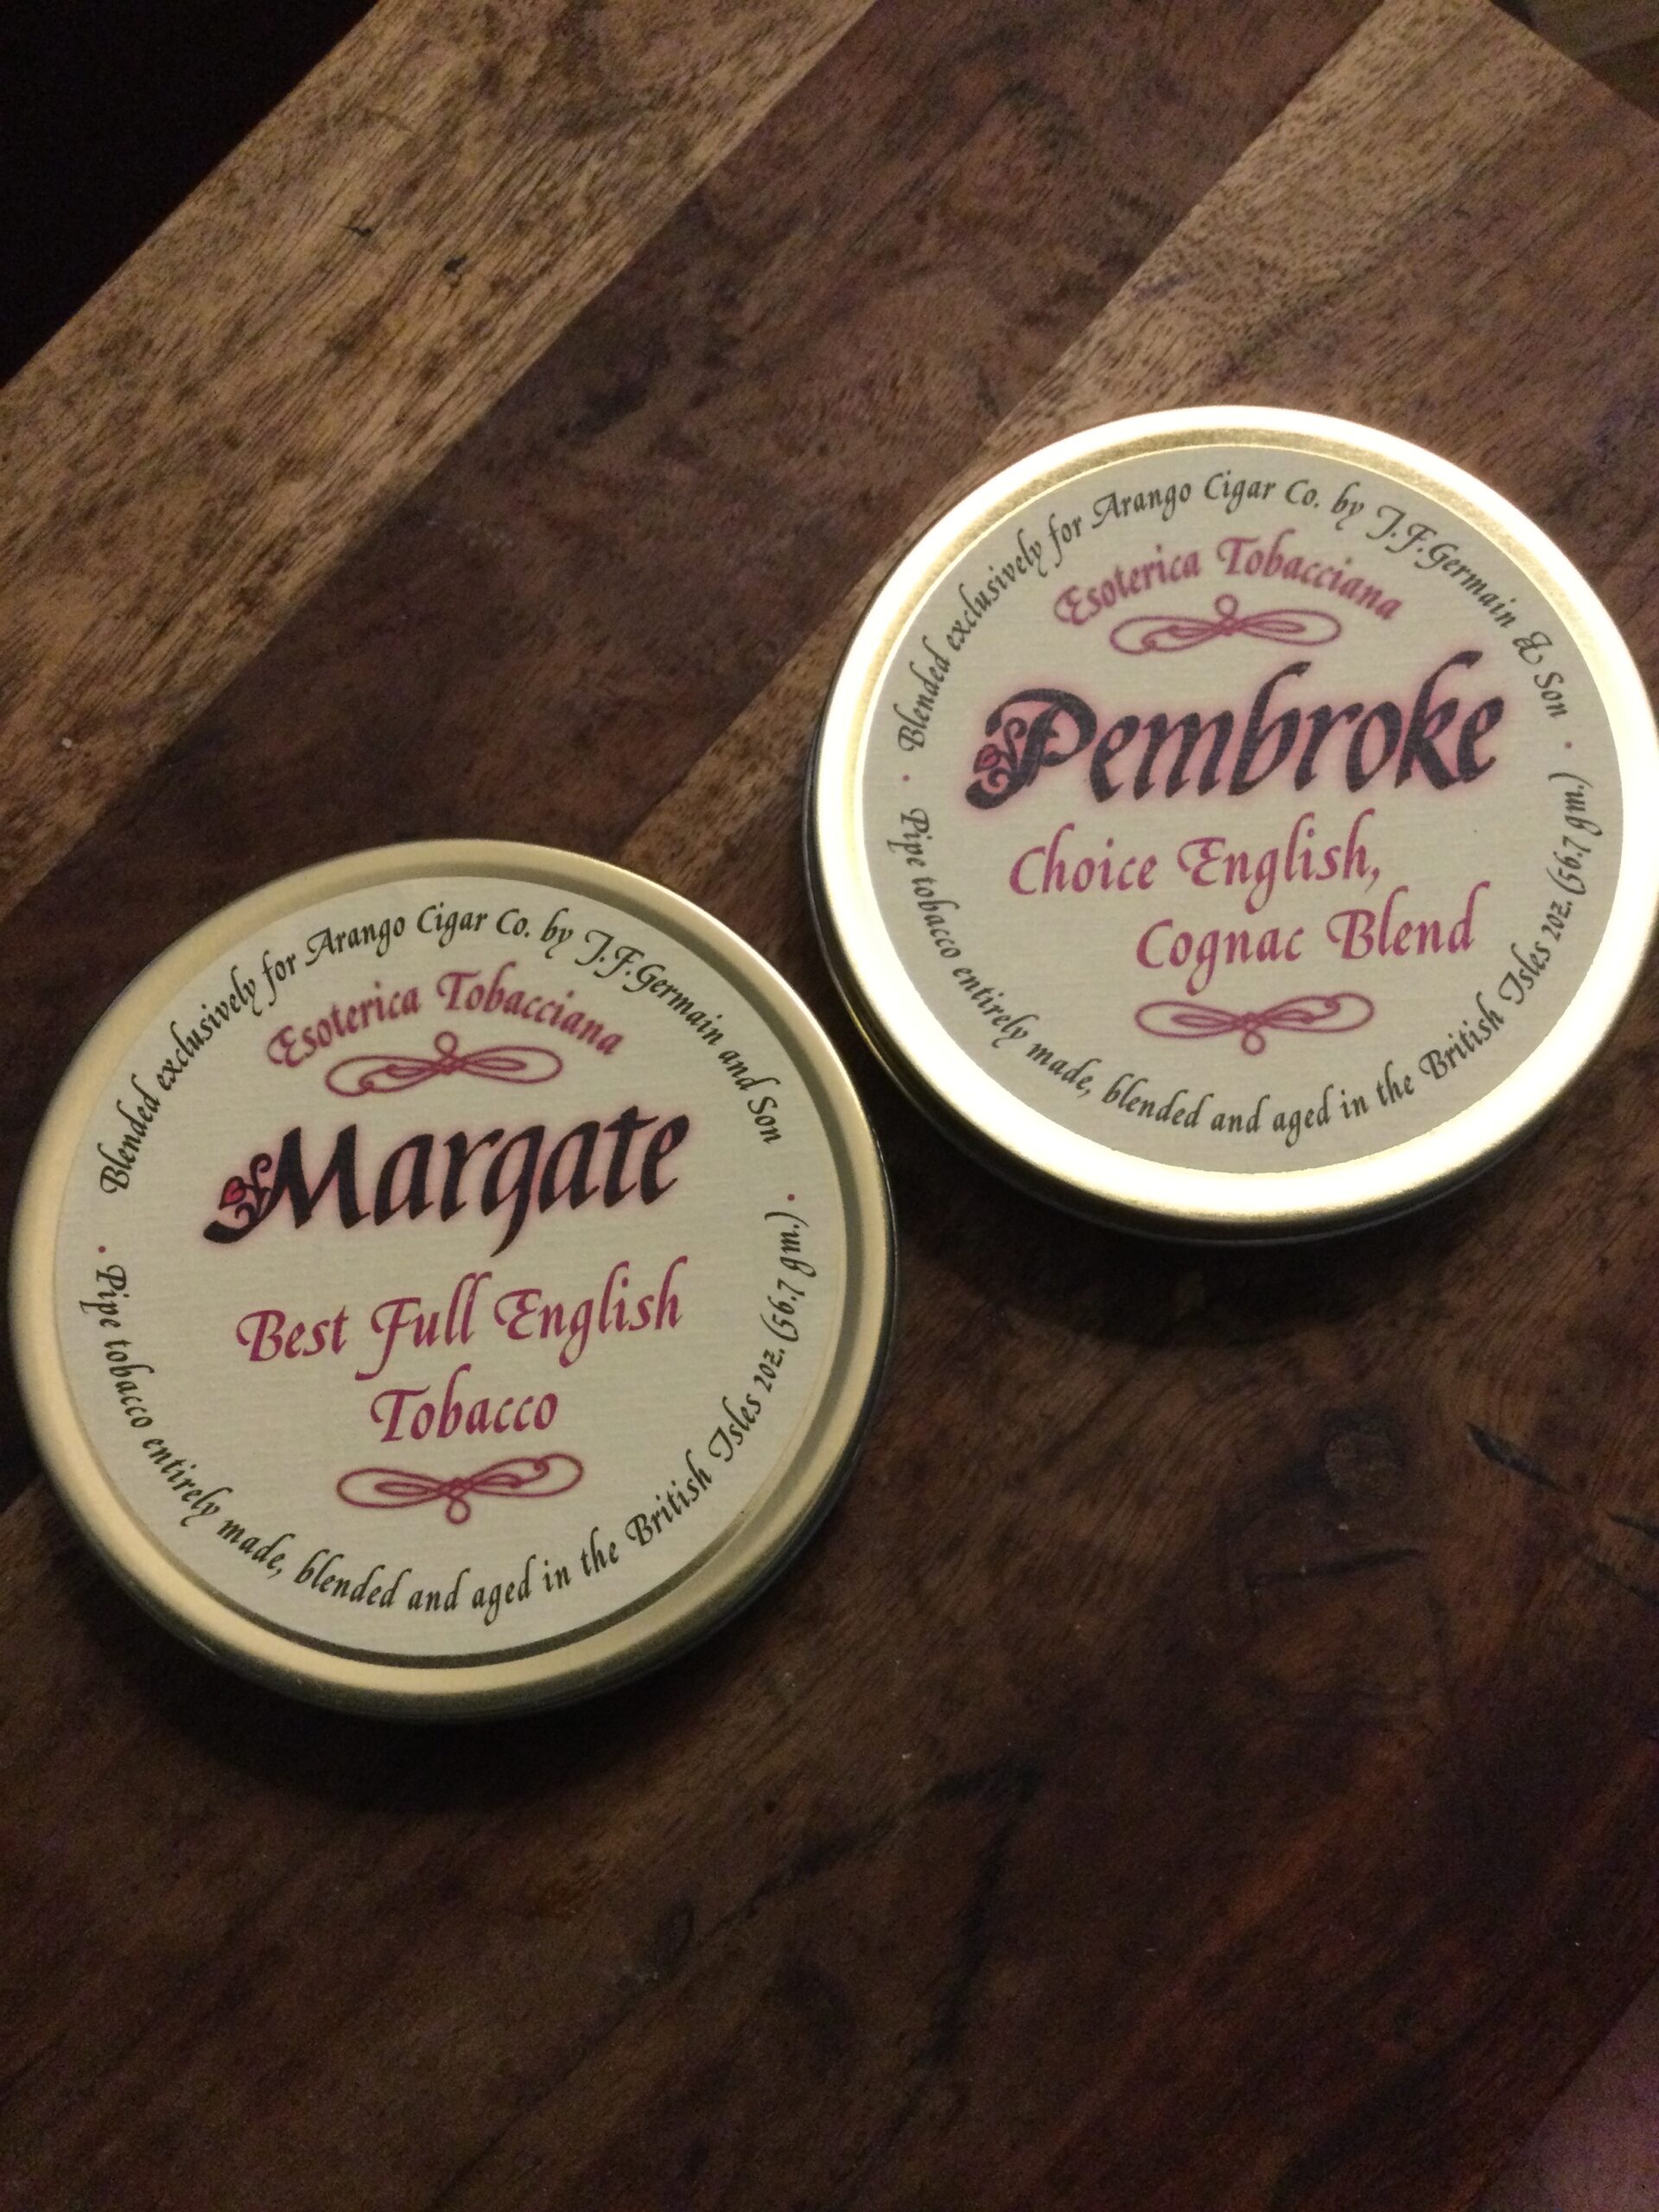 Blended exclusively for Arango Cigar Co. by J.F.Germain and Son
Esoterica Tobacciana
Margate
Best Full English
Tobacco
Pipe tobacco entirely made, blended and aged in the British Isles 2oz. (56.7 gm.)
Blended exclusively for Arango Cigar Co. by J.F.Germain & Son
Esoterica Tobacciana
Pembroke
Choice English,
Cognac Blend
Pipe tobacco entirely made, blended and aged in the British Isles 2oz. (56.7 gm.)